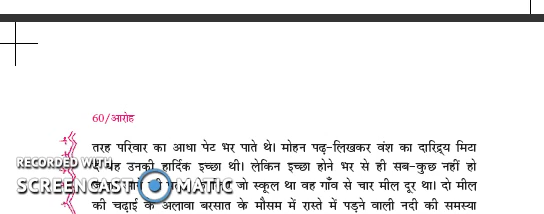 60/आरोह
तरह परिवार का आधा पेट भर पाते थे। मोहन पढ़-लिखकर वंश का दारिद्र्य मिटा
यह उनकी हार्दिक इच्छा थी। लेकिन इच्छा होने भर से ही सब-कुछ नहीं हो
RECORDED WITH
जो स्कूल था वह गाँव से चार मील दूर था। दो मील
SCREENCAST MATIC
की चढ़ाई के अलावा बरसात के मौसम में रास्ते में पड़ने वाली नदी की समस्या